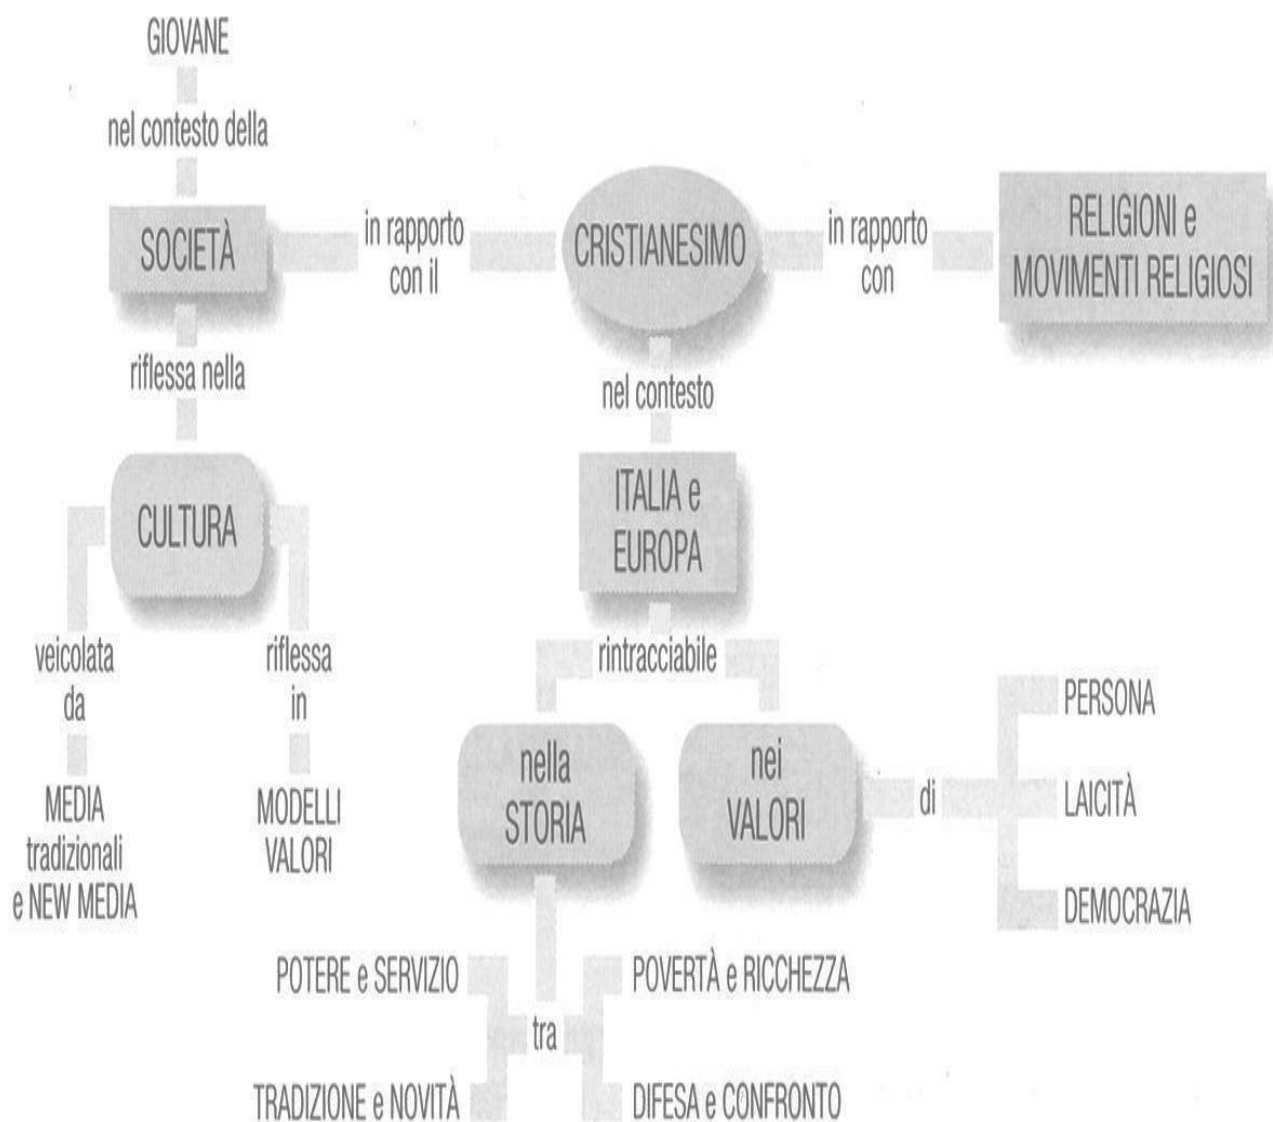 GIOVANE
nel contesto della
SOCIETÀ
in rapporto
con il
CRISTIANESIMO
in rapporto
con
RELIGIONI e
MOVIMENTI RELIGIOSI
riflessa nella
nel contesto
CULTURA
ITALIA e
EUROPA
veicolata
da
riflessa
in
rintracciabile
MEDIA
tradizionali
e NEW MEDIA
MODELLI
VALORI
nella
STORIA
nei
VALORI
di
PERSONA
LAICITÀ
DEMOCRAZIA
POTERE e SERVIZIO
POVERTÀ e RICCHEZZA
tra
TRADIZIONE e NOVITÀ
DIFESA e CONFRONTO